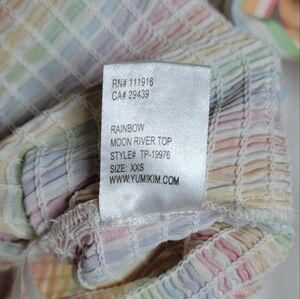 RN# 111916
CA# 29439
RAINBOW
MOON RIVER TOP
STYLE# TP-19976
SIZE: XXS
WWW.YUMIKIM.COM